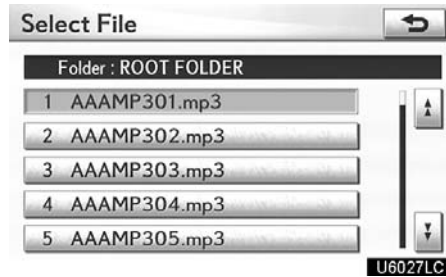 Select File
Folder : ROOT FOLDER
1 AAAMP301.mp3
2 AAAMP302.mp3
3 AAAMP303.mp3
4 AAAMP304.mp3
5 AAAMP305.mp3
U6027LC